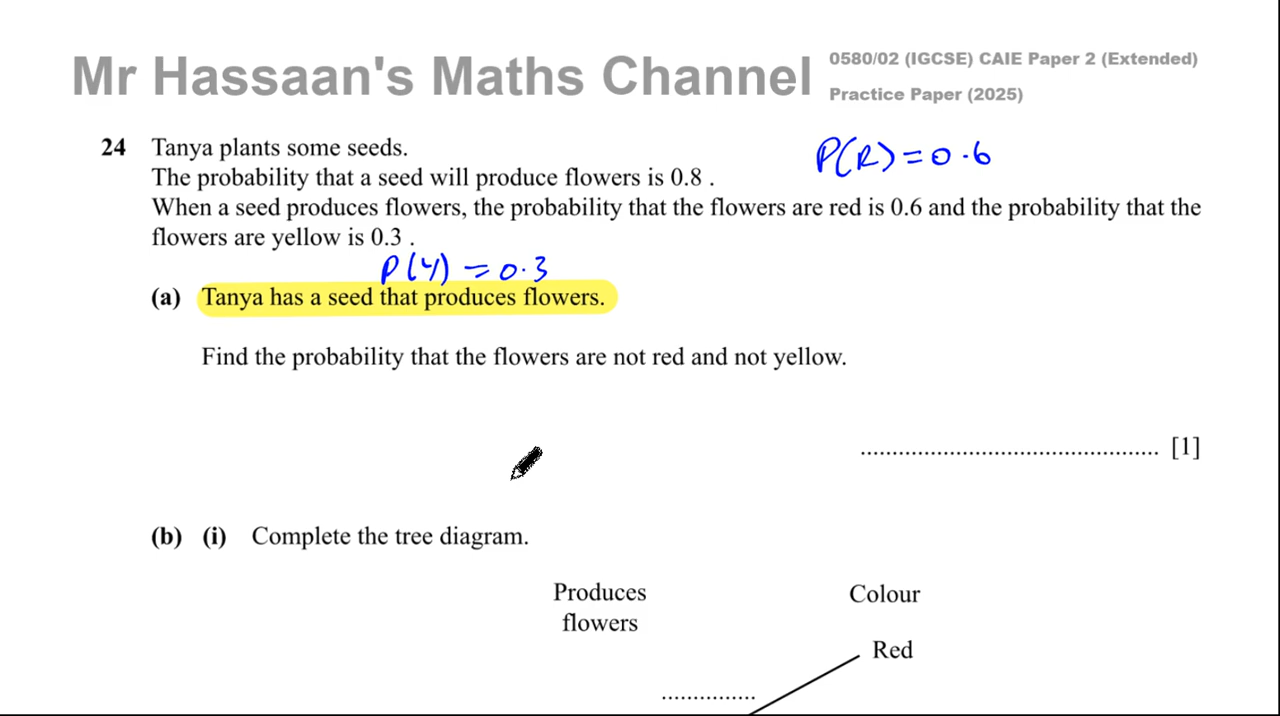 Mr Hassaan's Maths Channel
0580/02 (IGCSE) CAIE Paper 2 (Extended)
Practice Paper (2025)
24 Tanya plants some seeds.
P(R) = 0.6
The probability that a seed will produce flowers is 0.8 .
When a seed produces flowers, the probability that the flowers are red is 0.6 and the probability that the
flowers are yellow is 0.3 .
P(Y) = 0.3
(a) Tanya has a seed that produces flowers.
Find the probability that the flowers are not red and not yellow.
............................................... [1]
(b) (i) Complete the tree diagram.
Produces
flowers
Colour
Red
...............